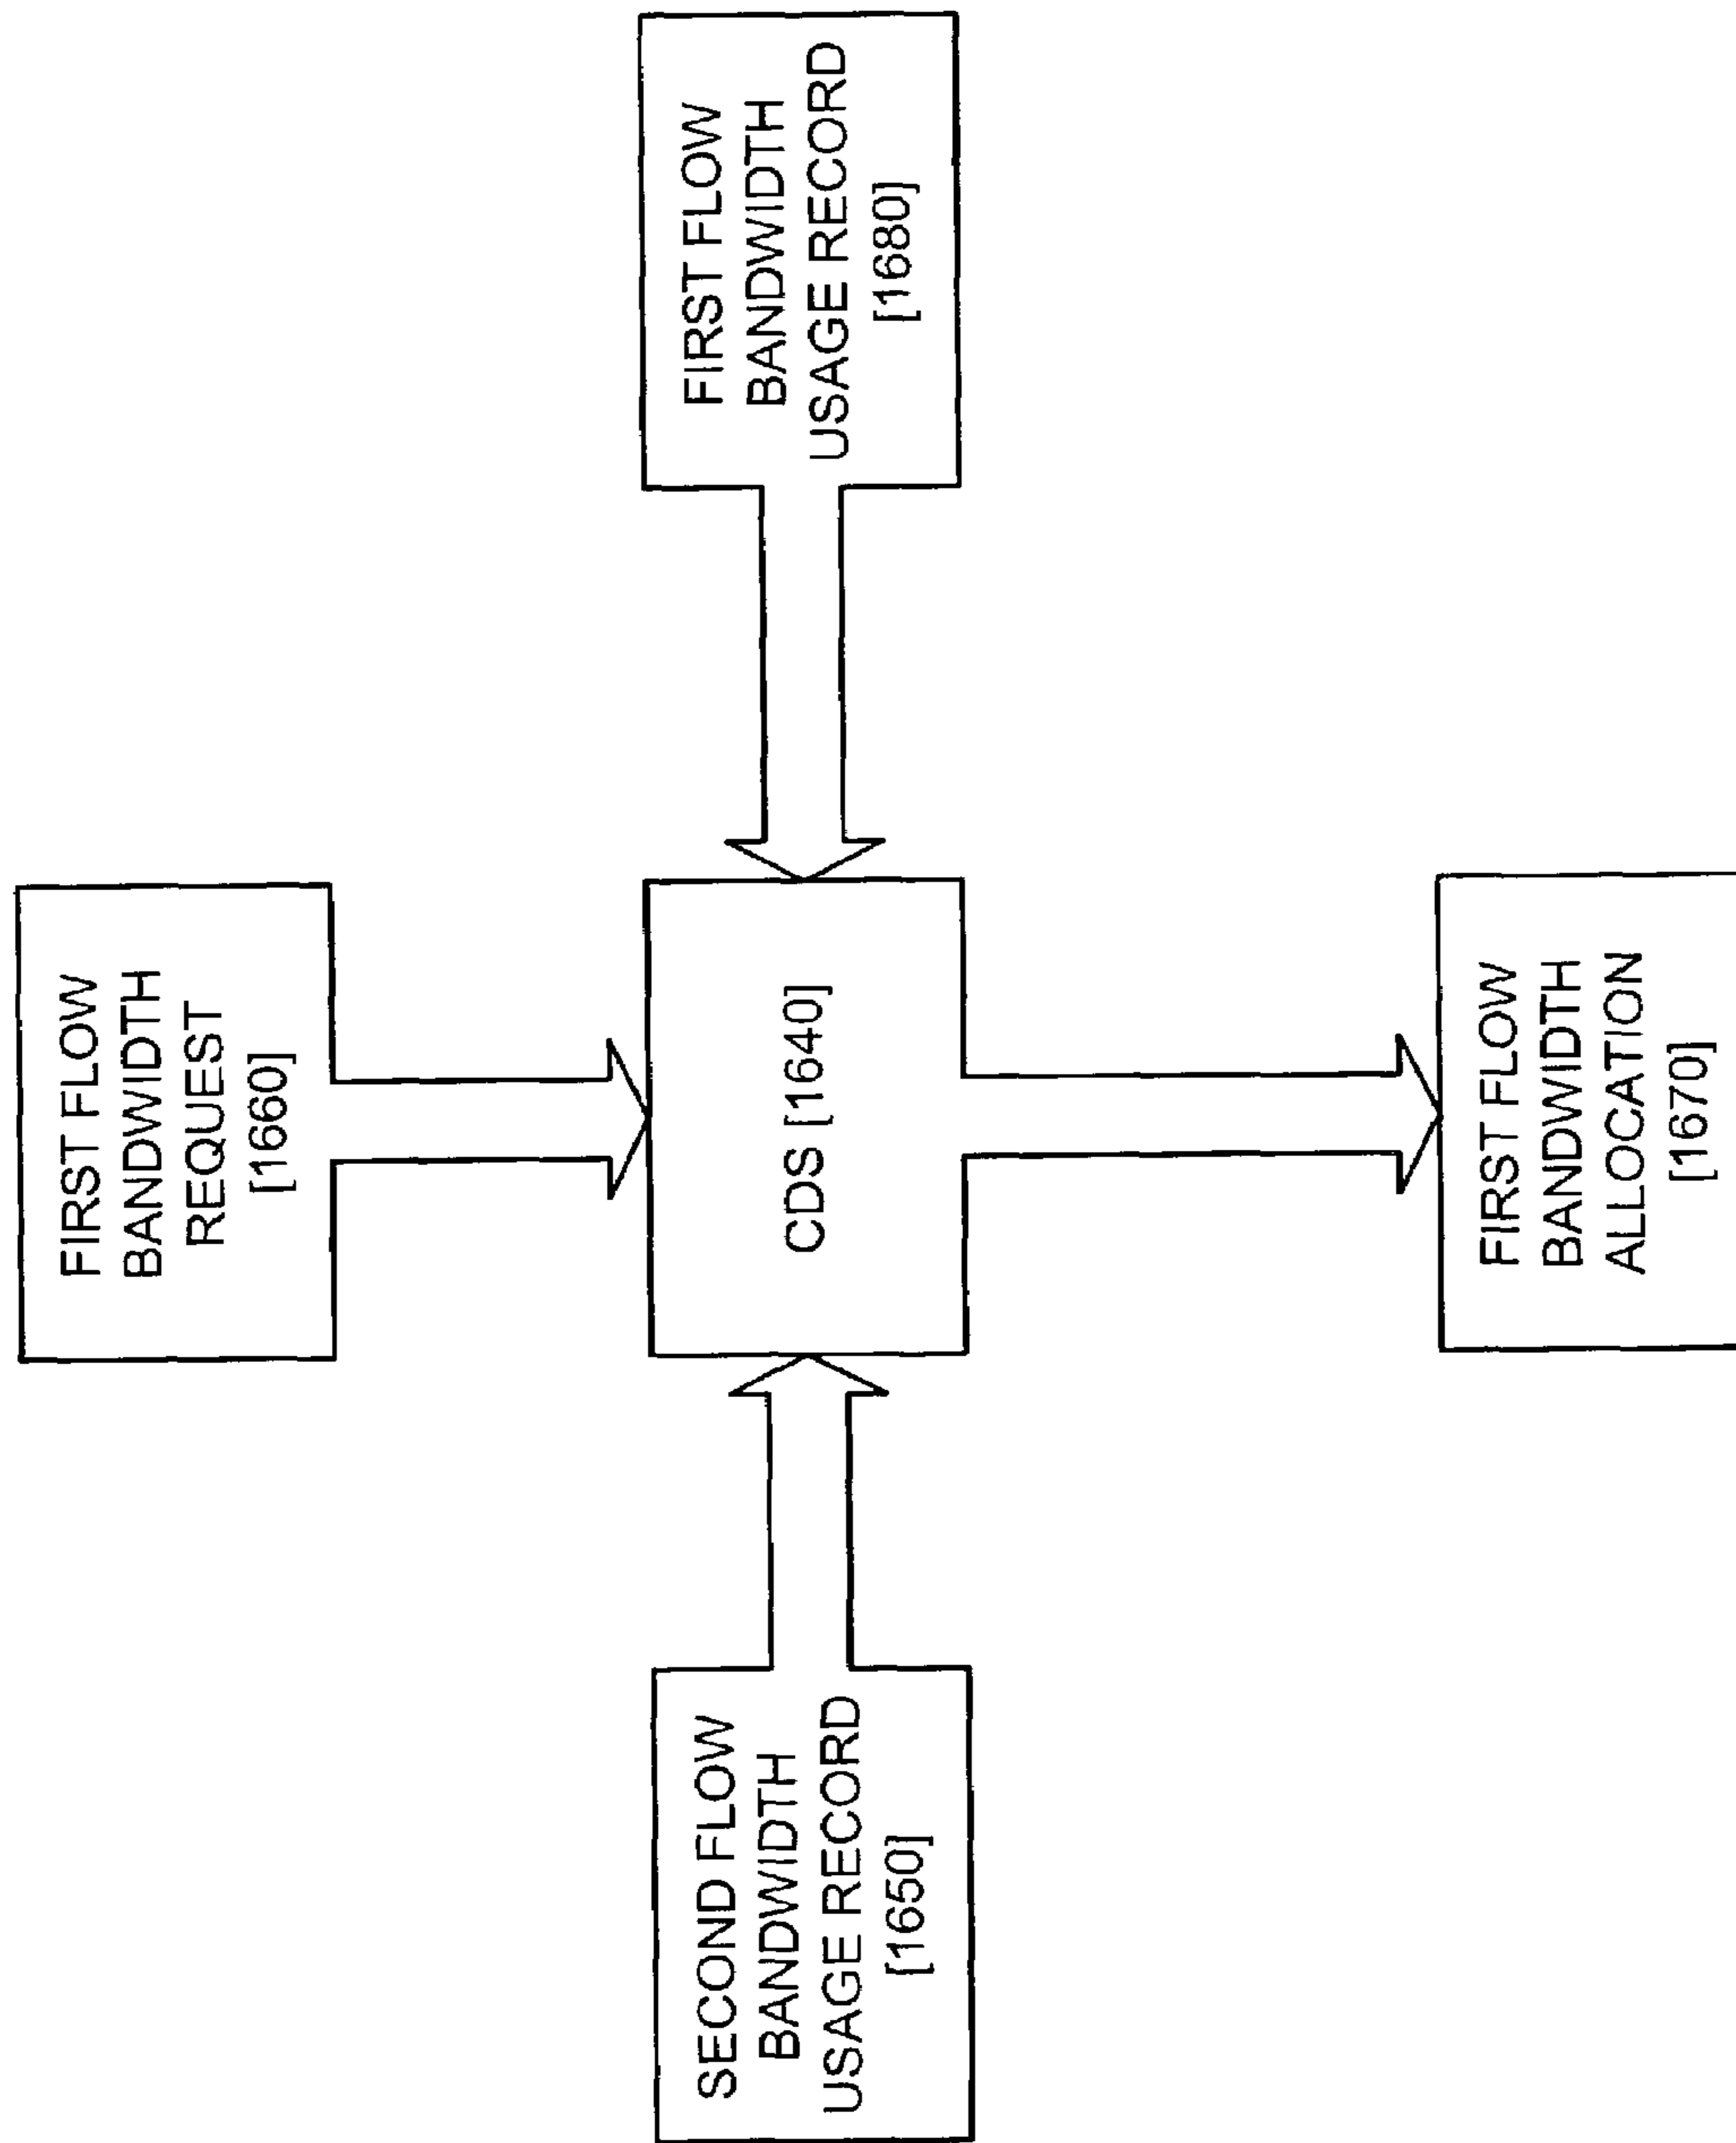 FIRST FLOW
BANDWIDTH
REQUEST
[1660]
SECOND FLOW
BANDWIDTH
USAGE RECORD
[1650]
CDS [1640]
FIRST FLOW
BANDWIDTH
USAGE RECORD
[1680]
FIRST FLOW
BANDWIDTH
ALLOCATION
[1670]